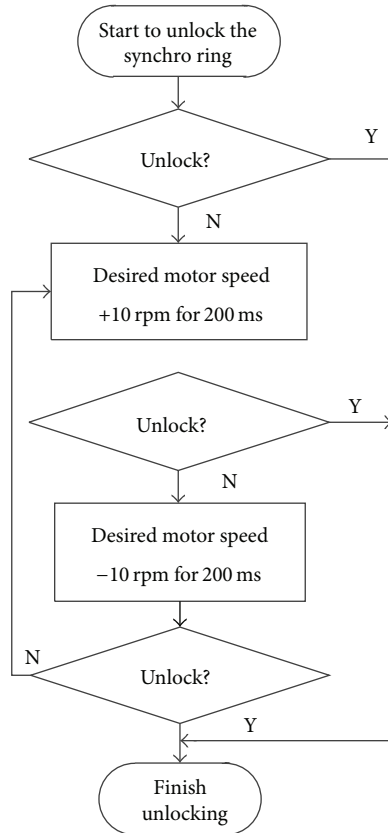 Start to unlock the
synchro ring
Y
Unlock?
N
Desired motor speed
+10 rpm for 200 ms
Y
Unlock?
N
Desired motor speed
−10 rpm for 200 ms
N
Unlock?
Y
Finish
unlocking